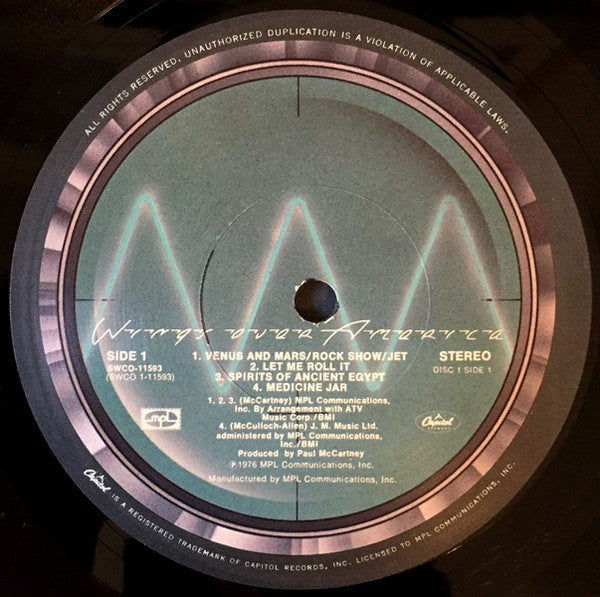 ALL RIGHTS RESERVED. UNAUTHORIZED DUPLICATION IS A VIOLATION OF APPLICABLE LAWS.
Wings over America
SIDE 1
SWCO-11593
(SWCO 1-11593)
1. VENUS AND MARS/ROCK SHOW/JET
2. LET ME ROLL IT
3. SPIRITS OF ANCIENT EGYPT
4. MEDICINE JAR
STEREO
DISC 1 SIDE 1
1. 2. 3. (McCartney) MPL Communications,
Inc. By Arrangement with ATV
Music Corp./BMI
4. (McCulloch-Allen) J. M. Music Ltd.
administered by MPL Communications,
Inc./BMI
Produced by Paul McCartney
℗1976 MPL Communications, Inc.
Manufactured by MPL Communications, Inc.
mpl
Capitol
RECORDS
Capitol IS A REGISTERED TRADEMARK OF CAPITOL RECORDS, INC. LICENSED TO MPL COMMUNICATIONS, INC.